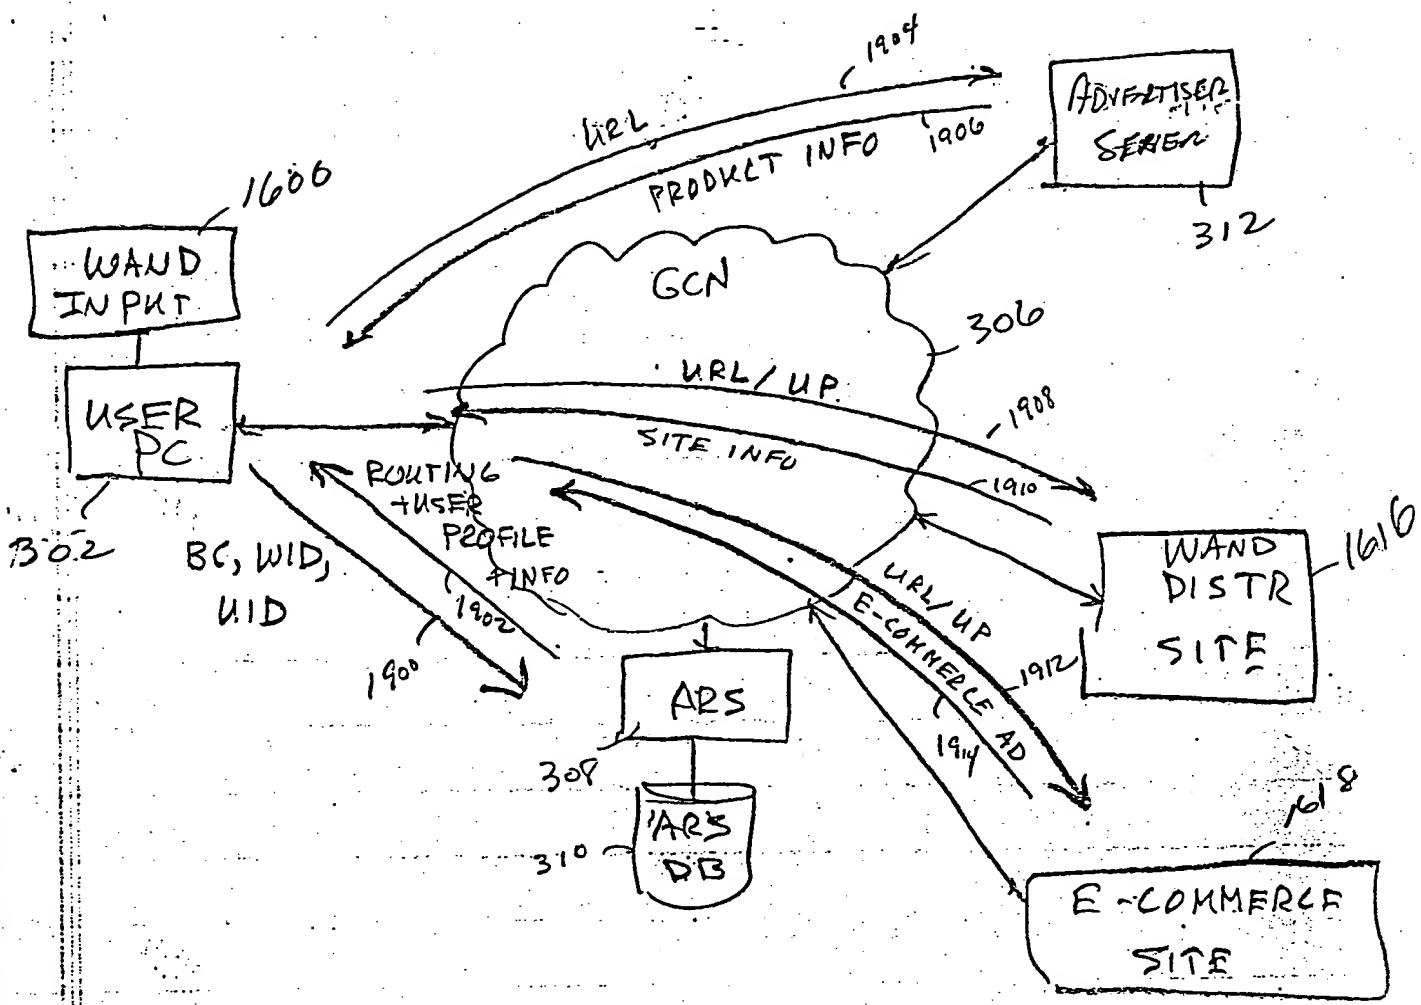 1904
URL
1906
PRODUCT INFO
ADVERTISER
SERVER
312
1600
WAND
INPUT
GCN
306
USER
PC
302
URL/UP
1908
SITE INFO
1910
ROUTING
+USER
PROFILE
+INFO
1902
BC, WID,
UID
1900
URL/UP
1912
E-COMMERCE AD
1914
WAND
DISTR
SITE
1616
ARS
308
ARS
DB
310
1618
E-COMMERCE
SITE